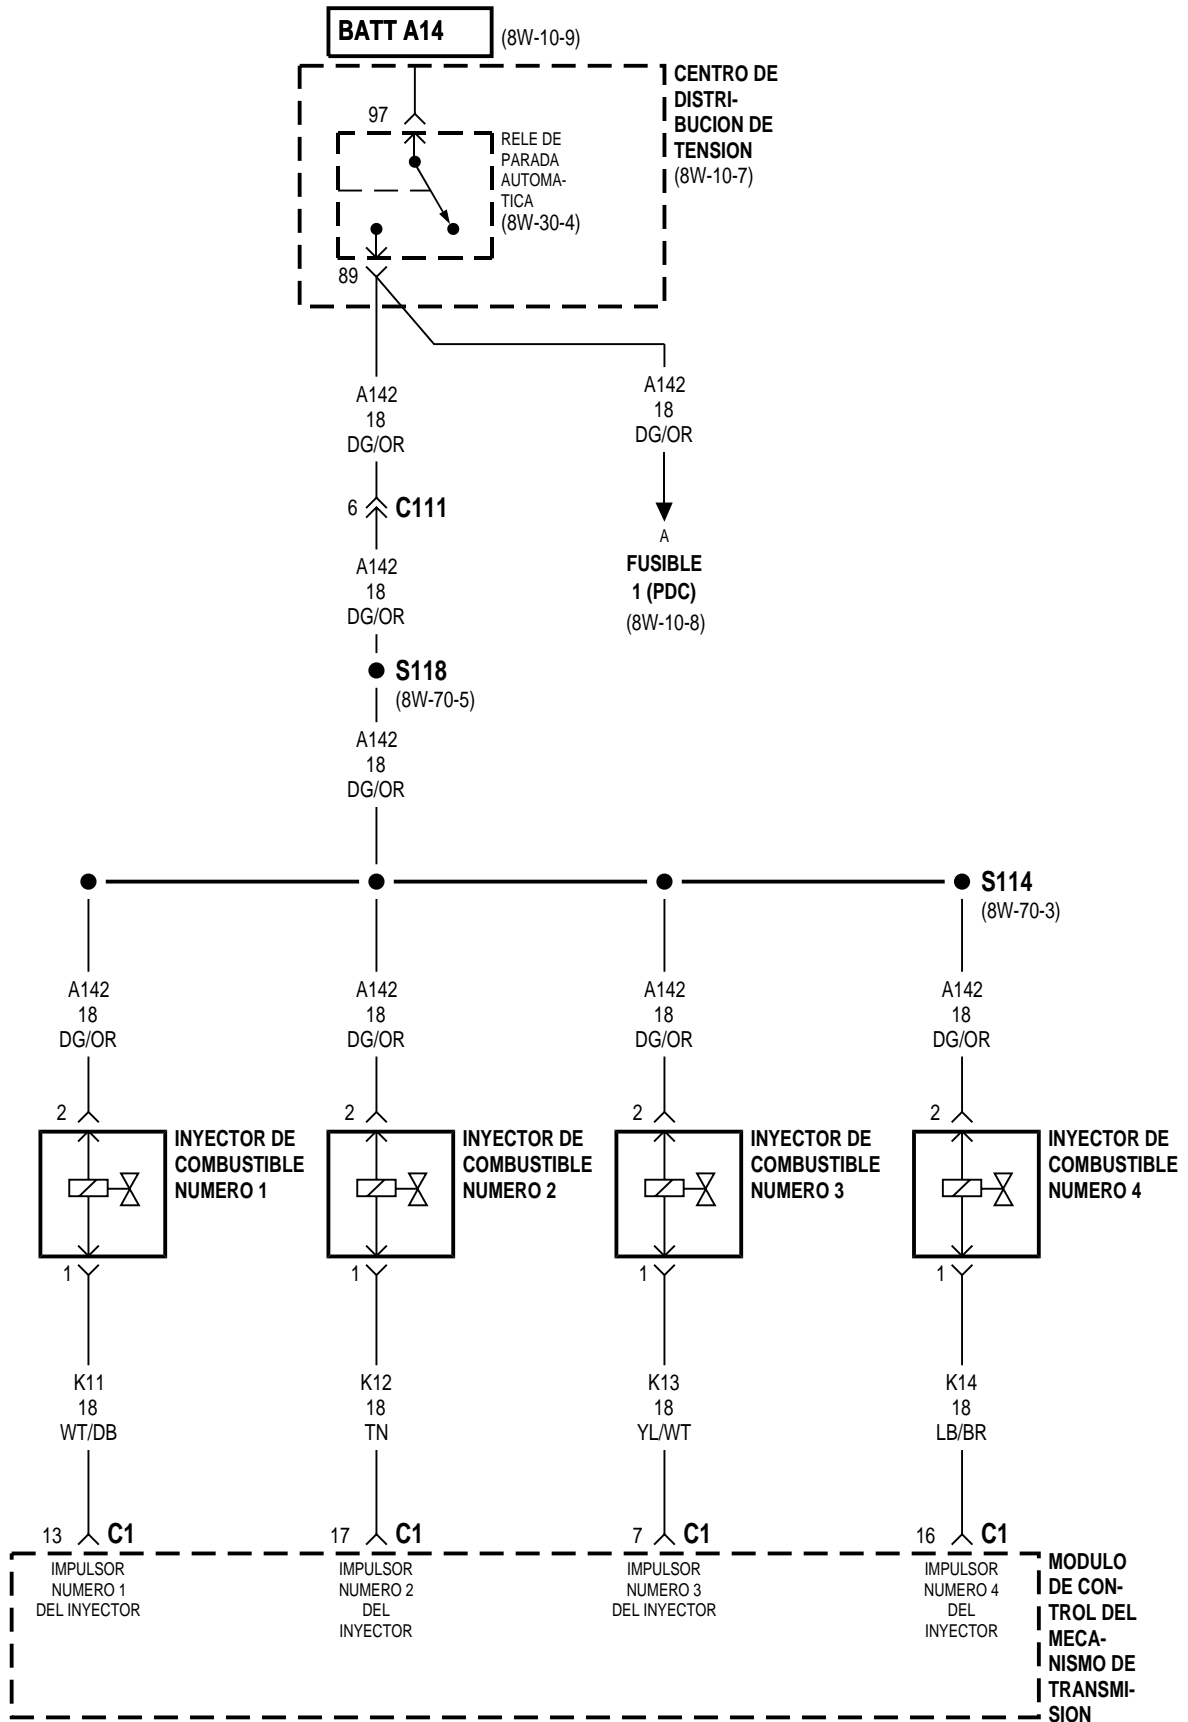 BATT A14
(8W-10-9)
CENTRO DE
DISTRI-
BUCION DE
TENSION
(8W-10-7)
97
RELE DE
PARADA
AUTOMA-
TICA
(8W-30-4)
89
A142
18
DG/OR
A142
18
DG/OR
6
C111
A
FUSIBLE
1 (PDC)
(8W-10-8)
A142
18
DG/OR
S118
(8W-70-5)
A142
18
DG/OR
S114
(8W-70-3)
A142
18
DG/OR
A142
18
DG/OR
A142
18
DG/OR
A142
18
DG/OR
2
INYECTOR DE
COMBUSTIBLE
NUMERO 1
1
2
INYECTOR DE
COMBUSTIBLE
NUMERO 2
1
2
INYECTOR DE
COMBUSTIBLE
NUMERO 3
1
2
INYECTOR DE
COMBUSTIBLE
NUMERO 4
1
K11
18
WT/DB
K12
18
TN
K13
18
YL/WT
K14
18
LB/BR
13
C1
17
C1
7
C1
16
C1
IMPULSOR
NUMERO 1
DEL INYECTOR
IMPULSOR
NUMERO 2
DEL
INYECTOR
IMPULSOR
NUMERO 3
DEL INYECTOR
IMPULSOR
NUMERO 4
DEL
INYECTOR
MODULO
DE CON-
TROL DEL
MECA-
NISMO DE
TRANSMI-
SION